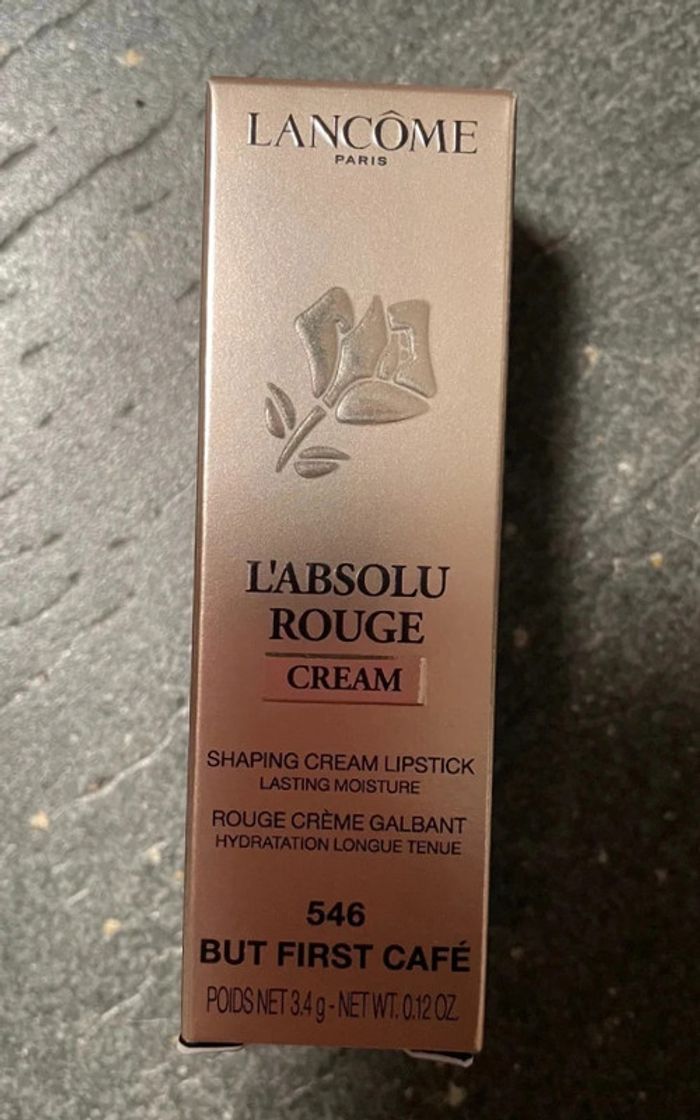 LANCÔME
PARIS
L'ABSOLU
ROUGE
CREAM
SHAPING CREAM LIPSTICK
LASTING MOISTURE
ROUGE CRÈME GALBANT
HYDRATATION LONGUE TENUE
546
BUT FIRST CAFÉ
POIDS NET 3.4 g - NET WT. 0.12 OZ.